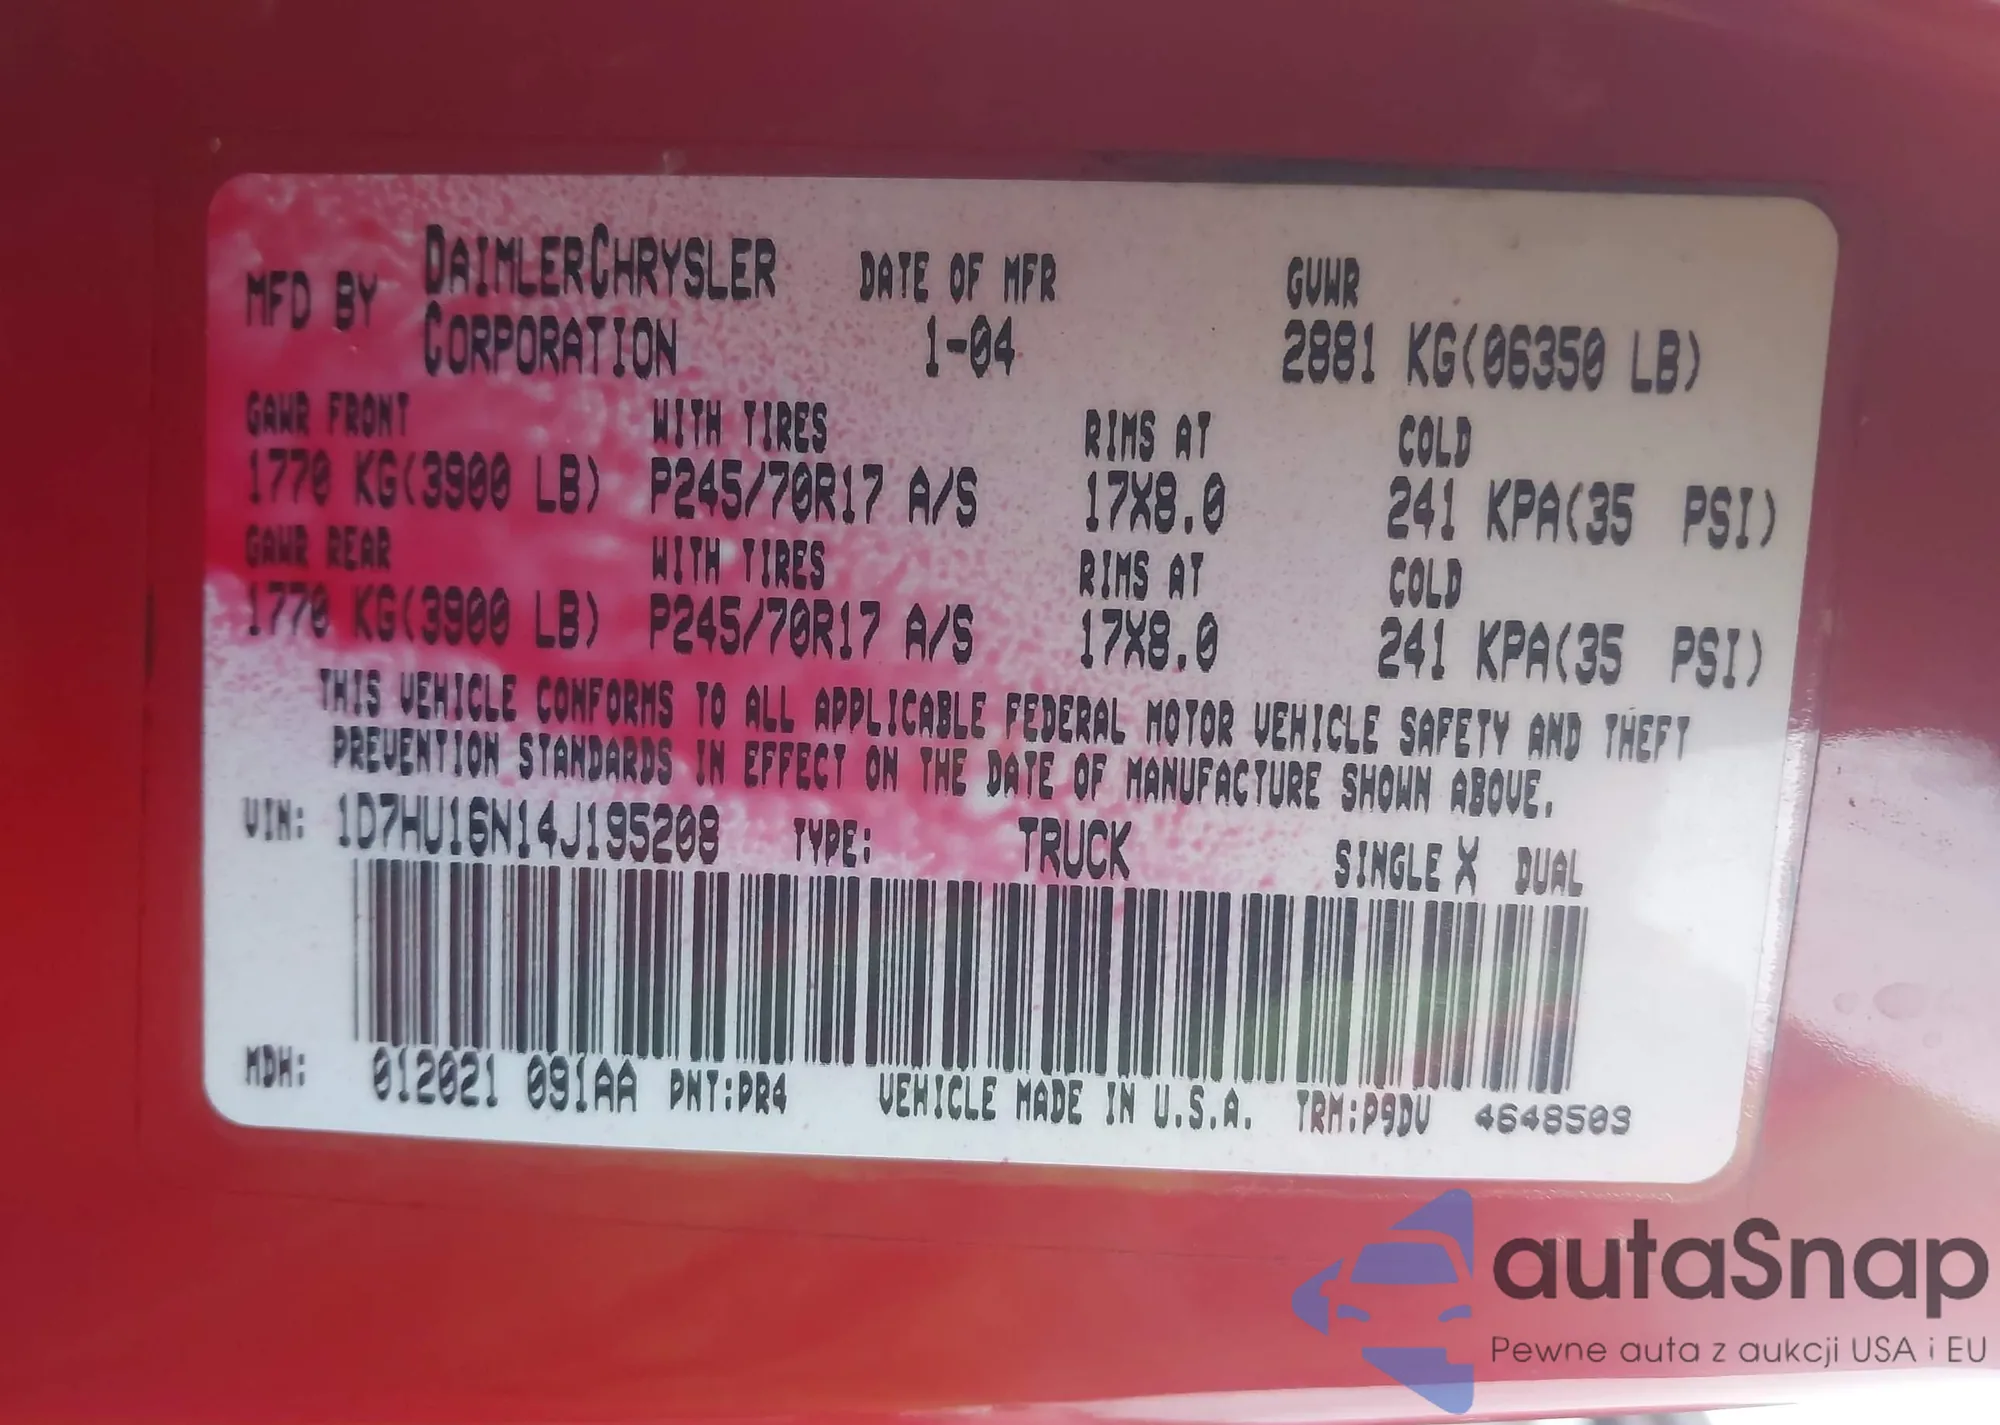 MFD BY DAIMLERCHRYSLER CORPORATION DATE OF MFR 1-04 GVWR 2881 KG(06350 LB)
GAWR FRONT WITH TIRES RIMS AT COLD
1770 KG(3900 LB) P245/70R17 A/S 17X8.0 241 KPA(35 PSI)
GAWR REAR WITH TIRES RIMS AT COLD
1770 KG(3900 LB) P245/70R17 A/S 17X8.0 241 KPA(35 PSI)
THIS VEHICLE CONFORMS TO ALL APPLICABLE FEDERAL MOTOR VEHICLE SAFETY AND THEFT
PREVENTION STANDARDS IN EFFECT ON THE DATE OF MANUFACTURE SHOWN ABOVE.
VIN: 1D7HU16N14J195208 TYPE: TRUCK SINGLE X DUAL
MDH: 012021 091AA PNT:PR4 VEHICLE MADE IN U.S.A. TRM:P9DV 4648503
autaSnap
Pewne auta z aukcji USA i EU